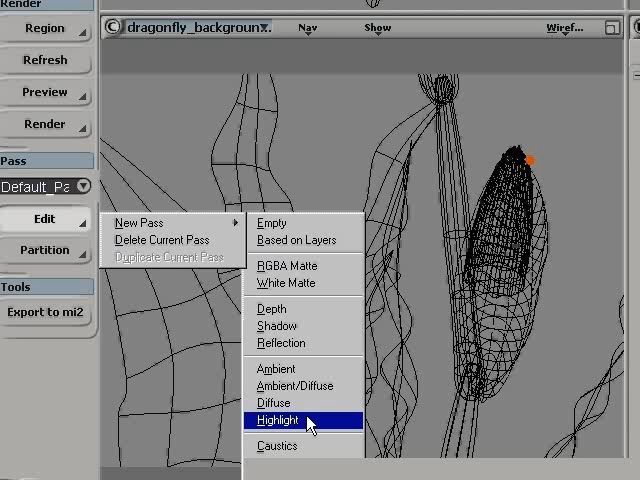 Render
Region
Refresh
Preview
Render
Pass
Default_Pa
Edit
Partition
Tools
Export to mi2
C dragonfly_backgroun...
Nav
Show
Wiref...
New Pass
Delete Current Pass
Duplicate Current Pass
Empty
Based on Layers
RGBA Matte
White Matte
Depth
Shadow
Reflection
Ambient
Ambient/Diffuse
Diffuse
Highlight
Caustics